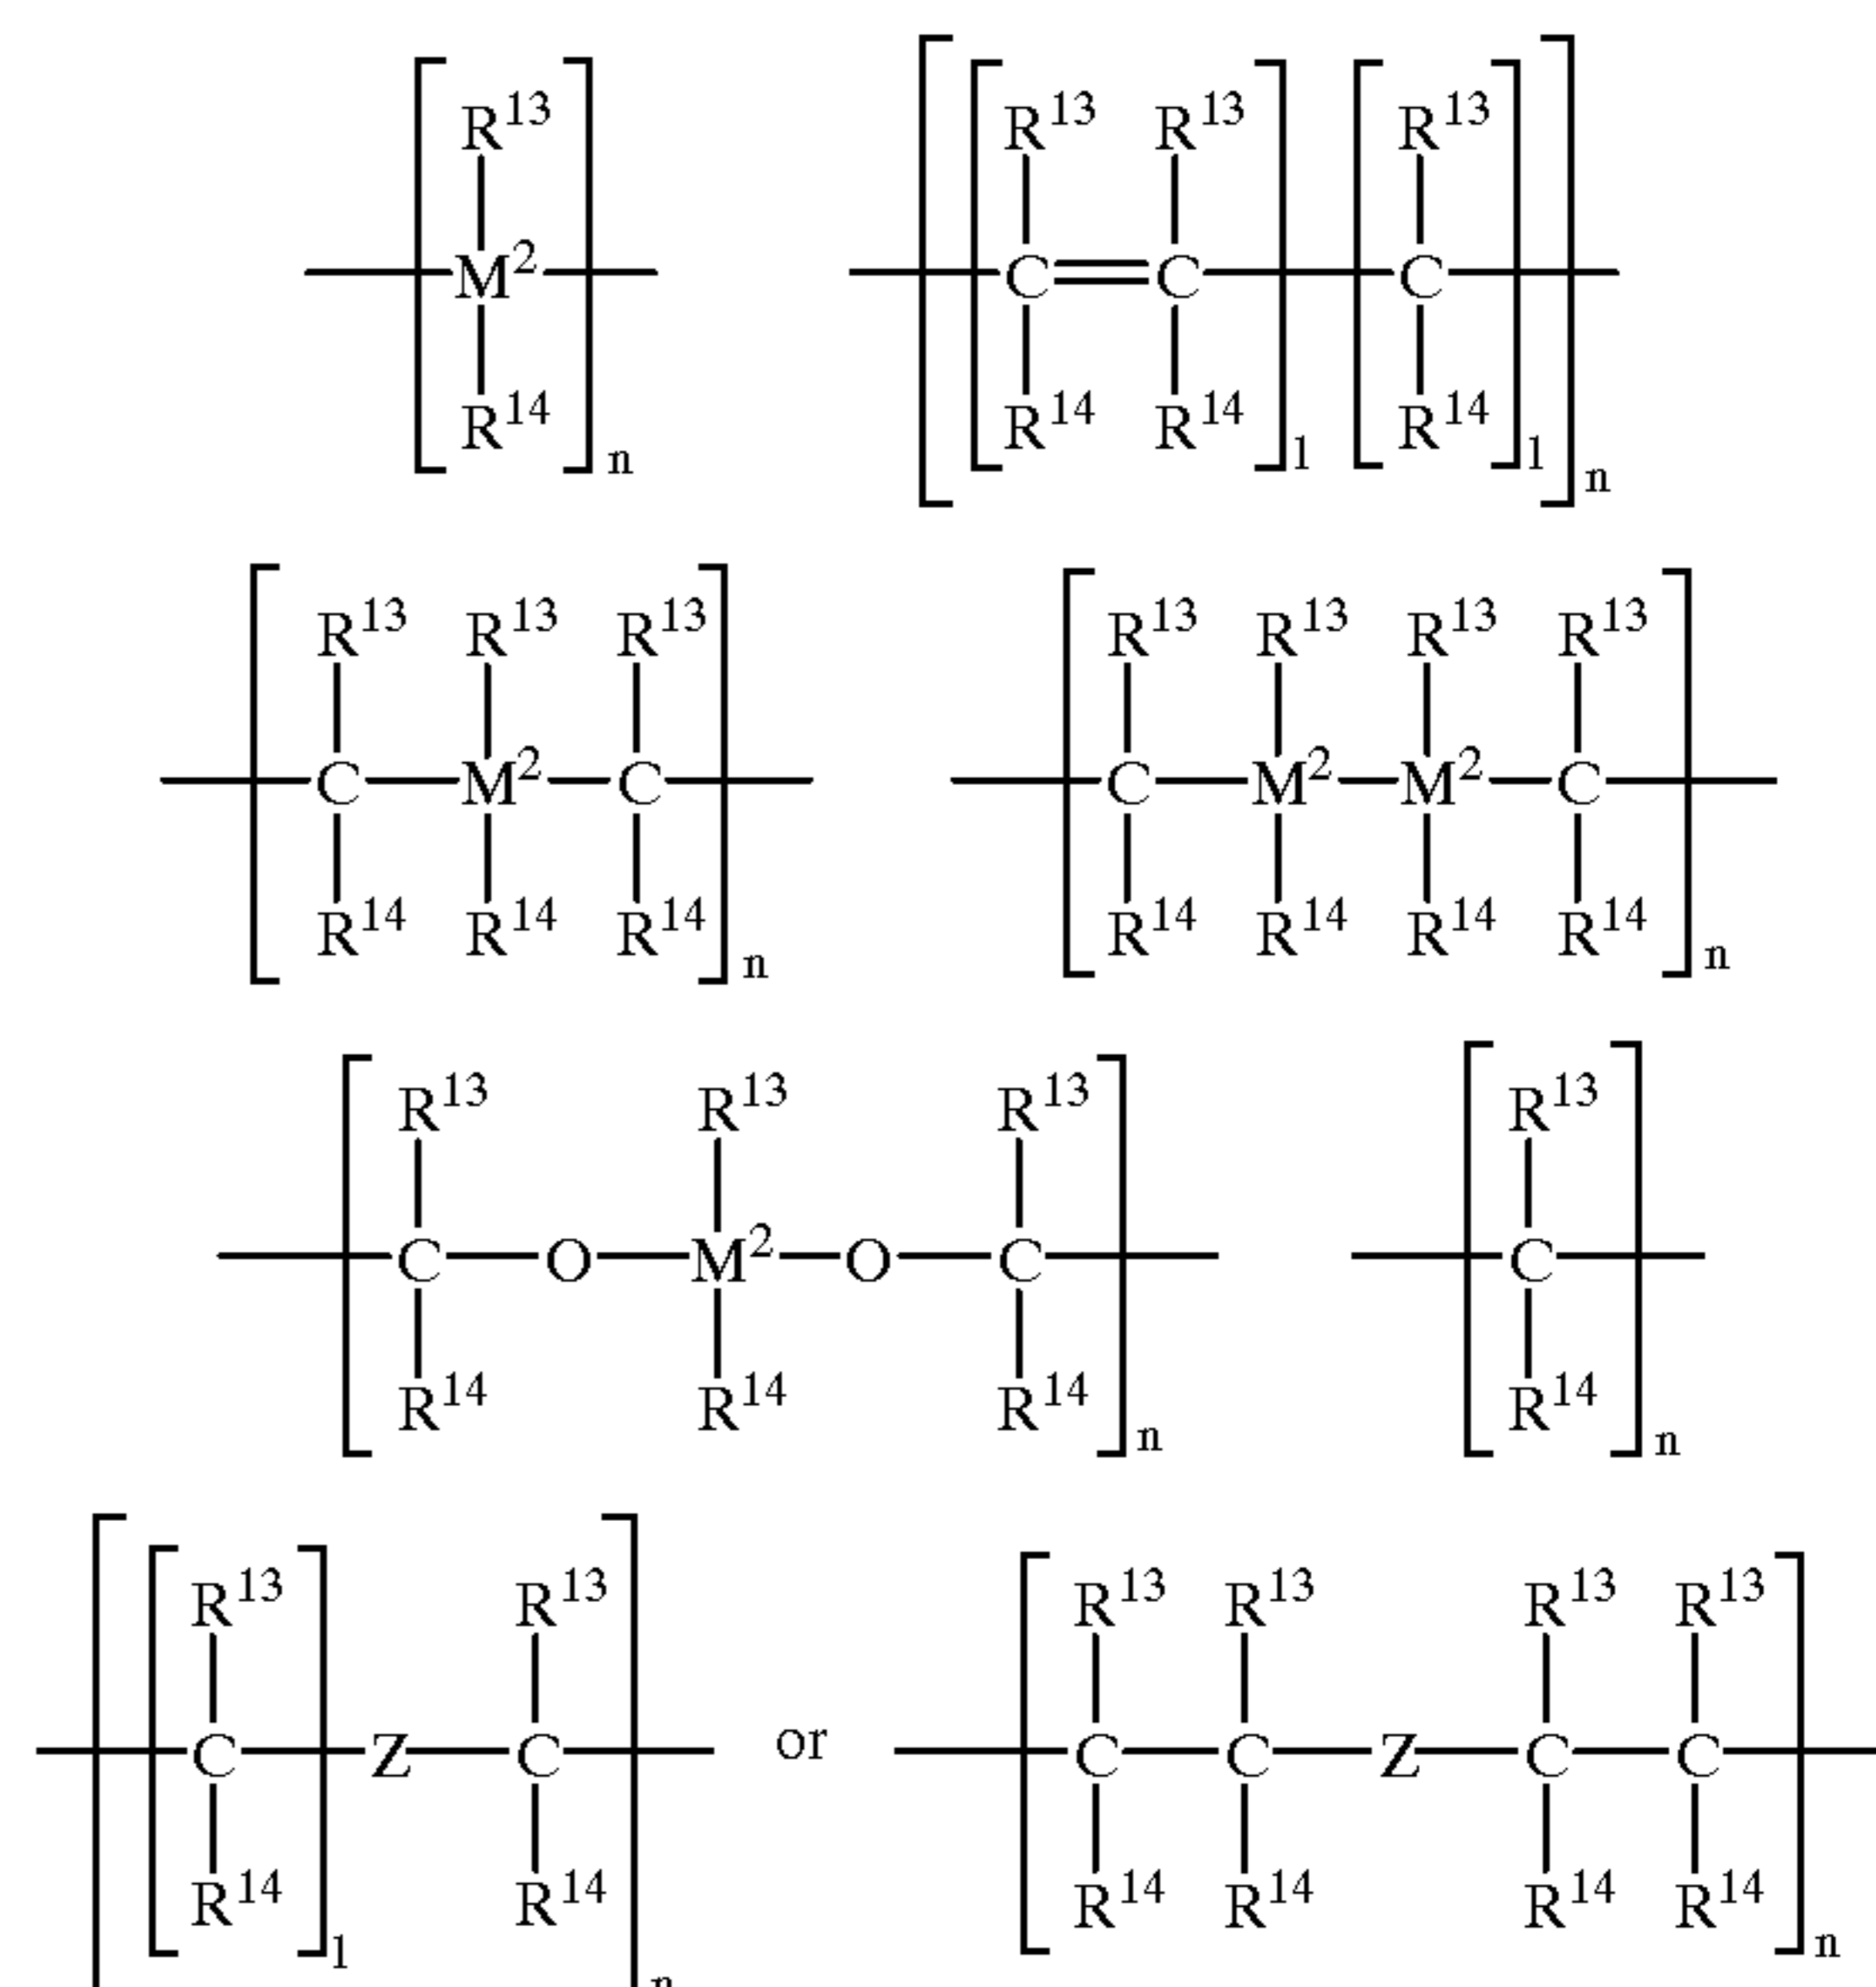 R13 R13 R13 R13
M2 C C C
R14 n R14 R14 1 R14 1 n
R13 R13 R13 R13 R13 R13 R13
C M2 C C M2 M2 C
R14 R14 R14 n R14 R14 R14 R14 n
R13 R13 R13 R13
C O M2 O C C
R14 R14 R14 n R14 n
R13 R13 R13 R13 R13 R13
C Z C or C C Z C C
R14 1 R14 n R14 R14 R14 R14 n